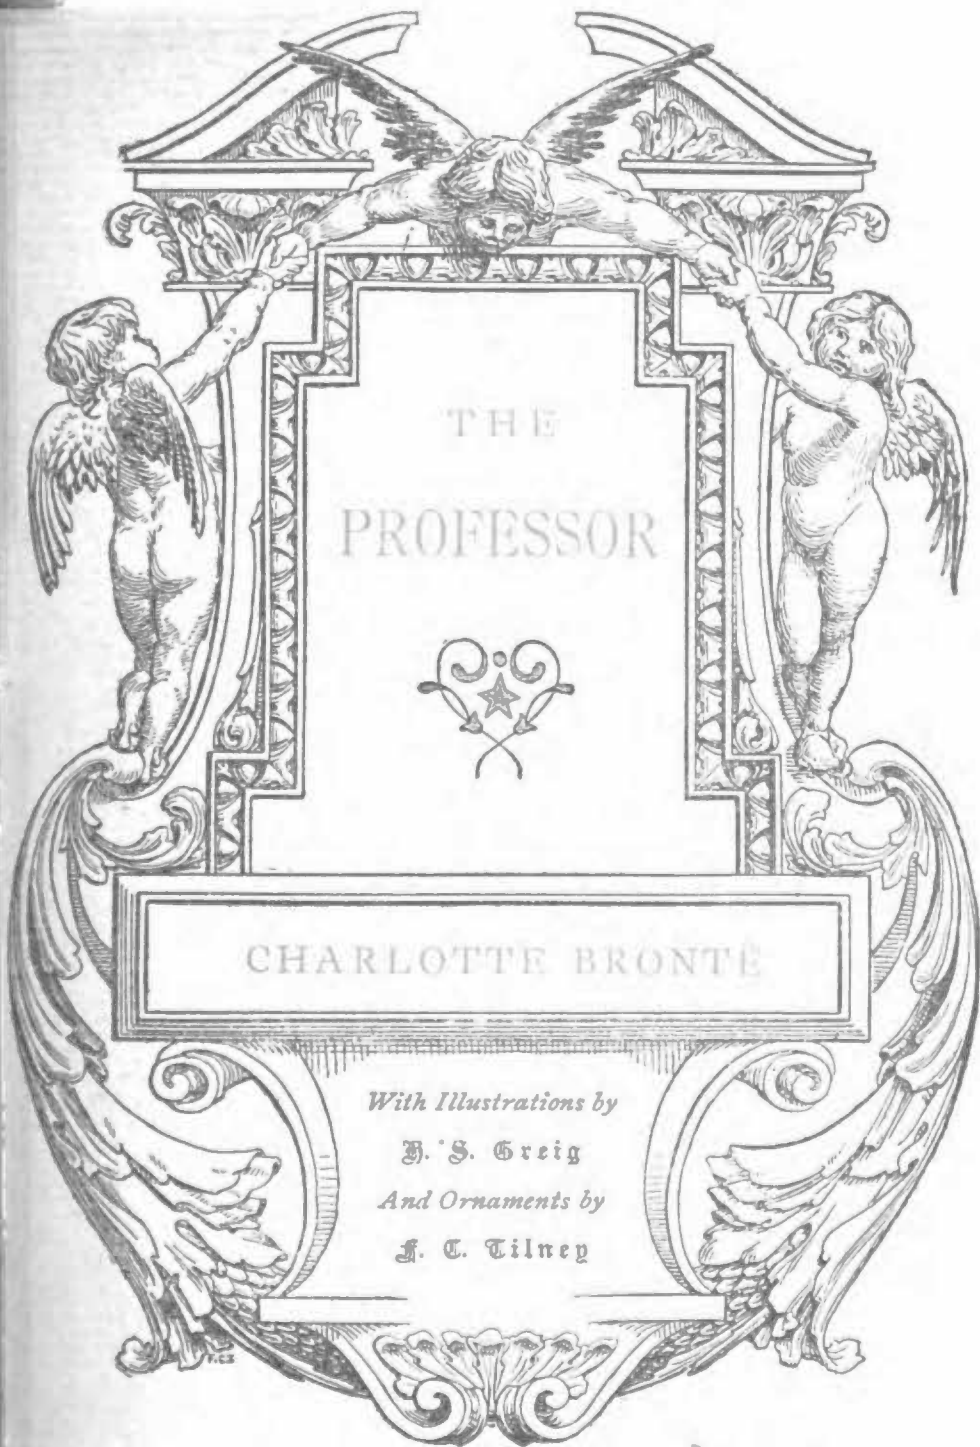 THE
PROFESSOR
CHARLOTTE BRONTË
With Illustrations by
H. S. Greig
And Ornaments by
F. C. Tilney